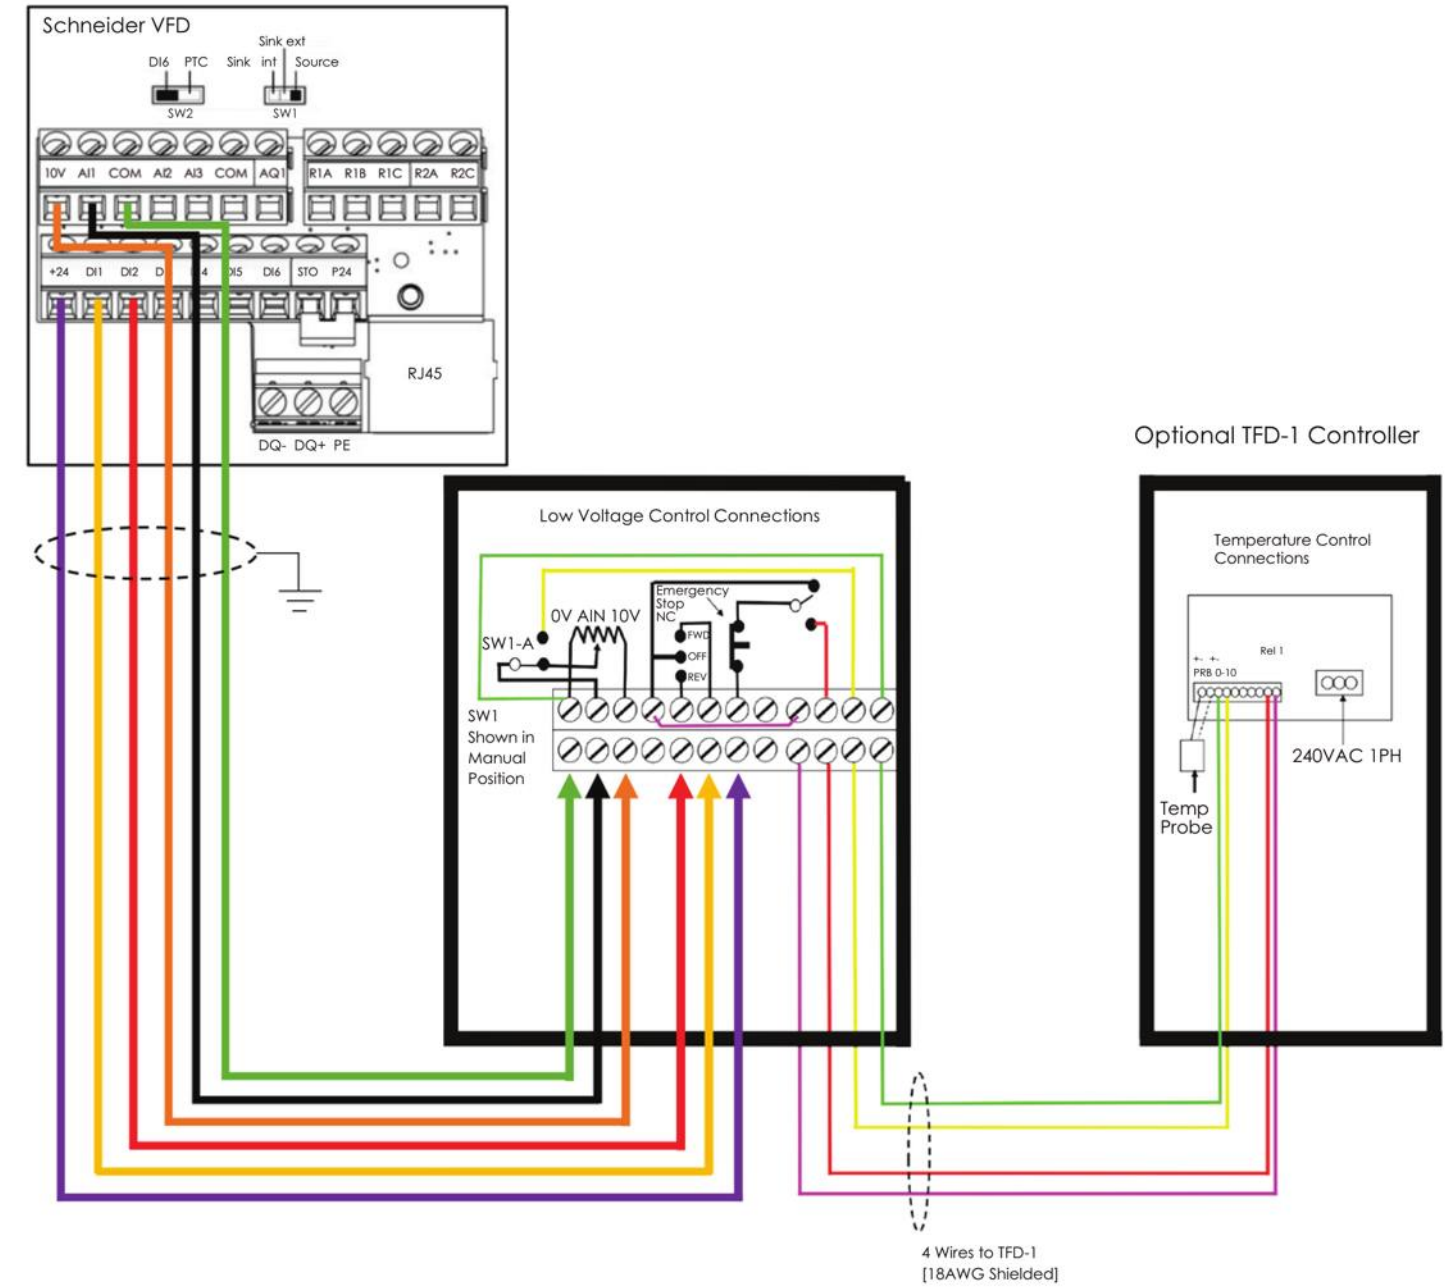 Schneider VFD
Sink ext
DI6 PTC Sink int Source
SW2 SW1
10V AI1 COM AI2 AI3 COM AQ1 R1A R1B R1C R2A R2C
+24 DI1 DI2 D 4 DI5 DI6 STO P24
RJ45
DQ- DQ+ PE
Optional TFD-1 Controller
Low Voltage Control Connections
Temperature Control
Connections
Emergency
Stop
NC
0V AIN 10V
SW1-A
FWD
OFF
REV
SW1
Shown in
Manual
Position
Rel 1
+- +-
PRB 0-10
240VAC 1PH
Temp
Probe
4 Wires to TFD-1
[18AWG Shielded]